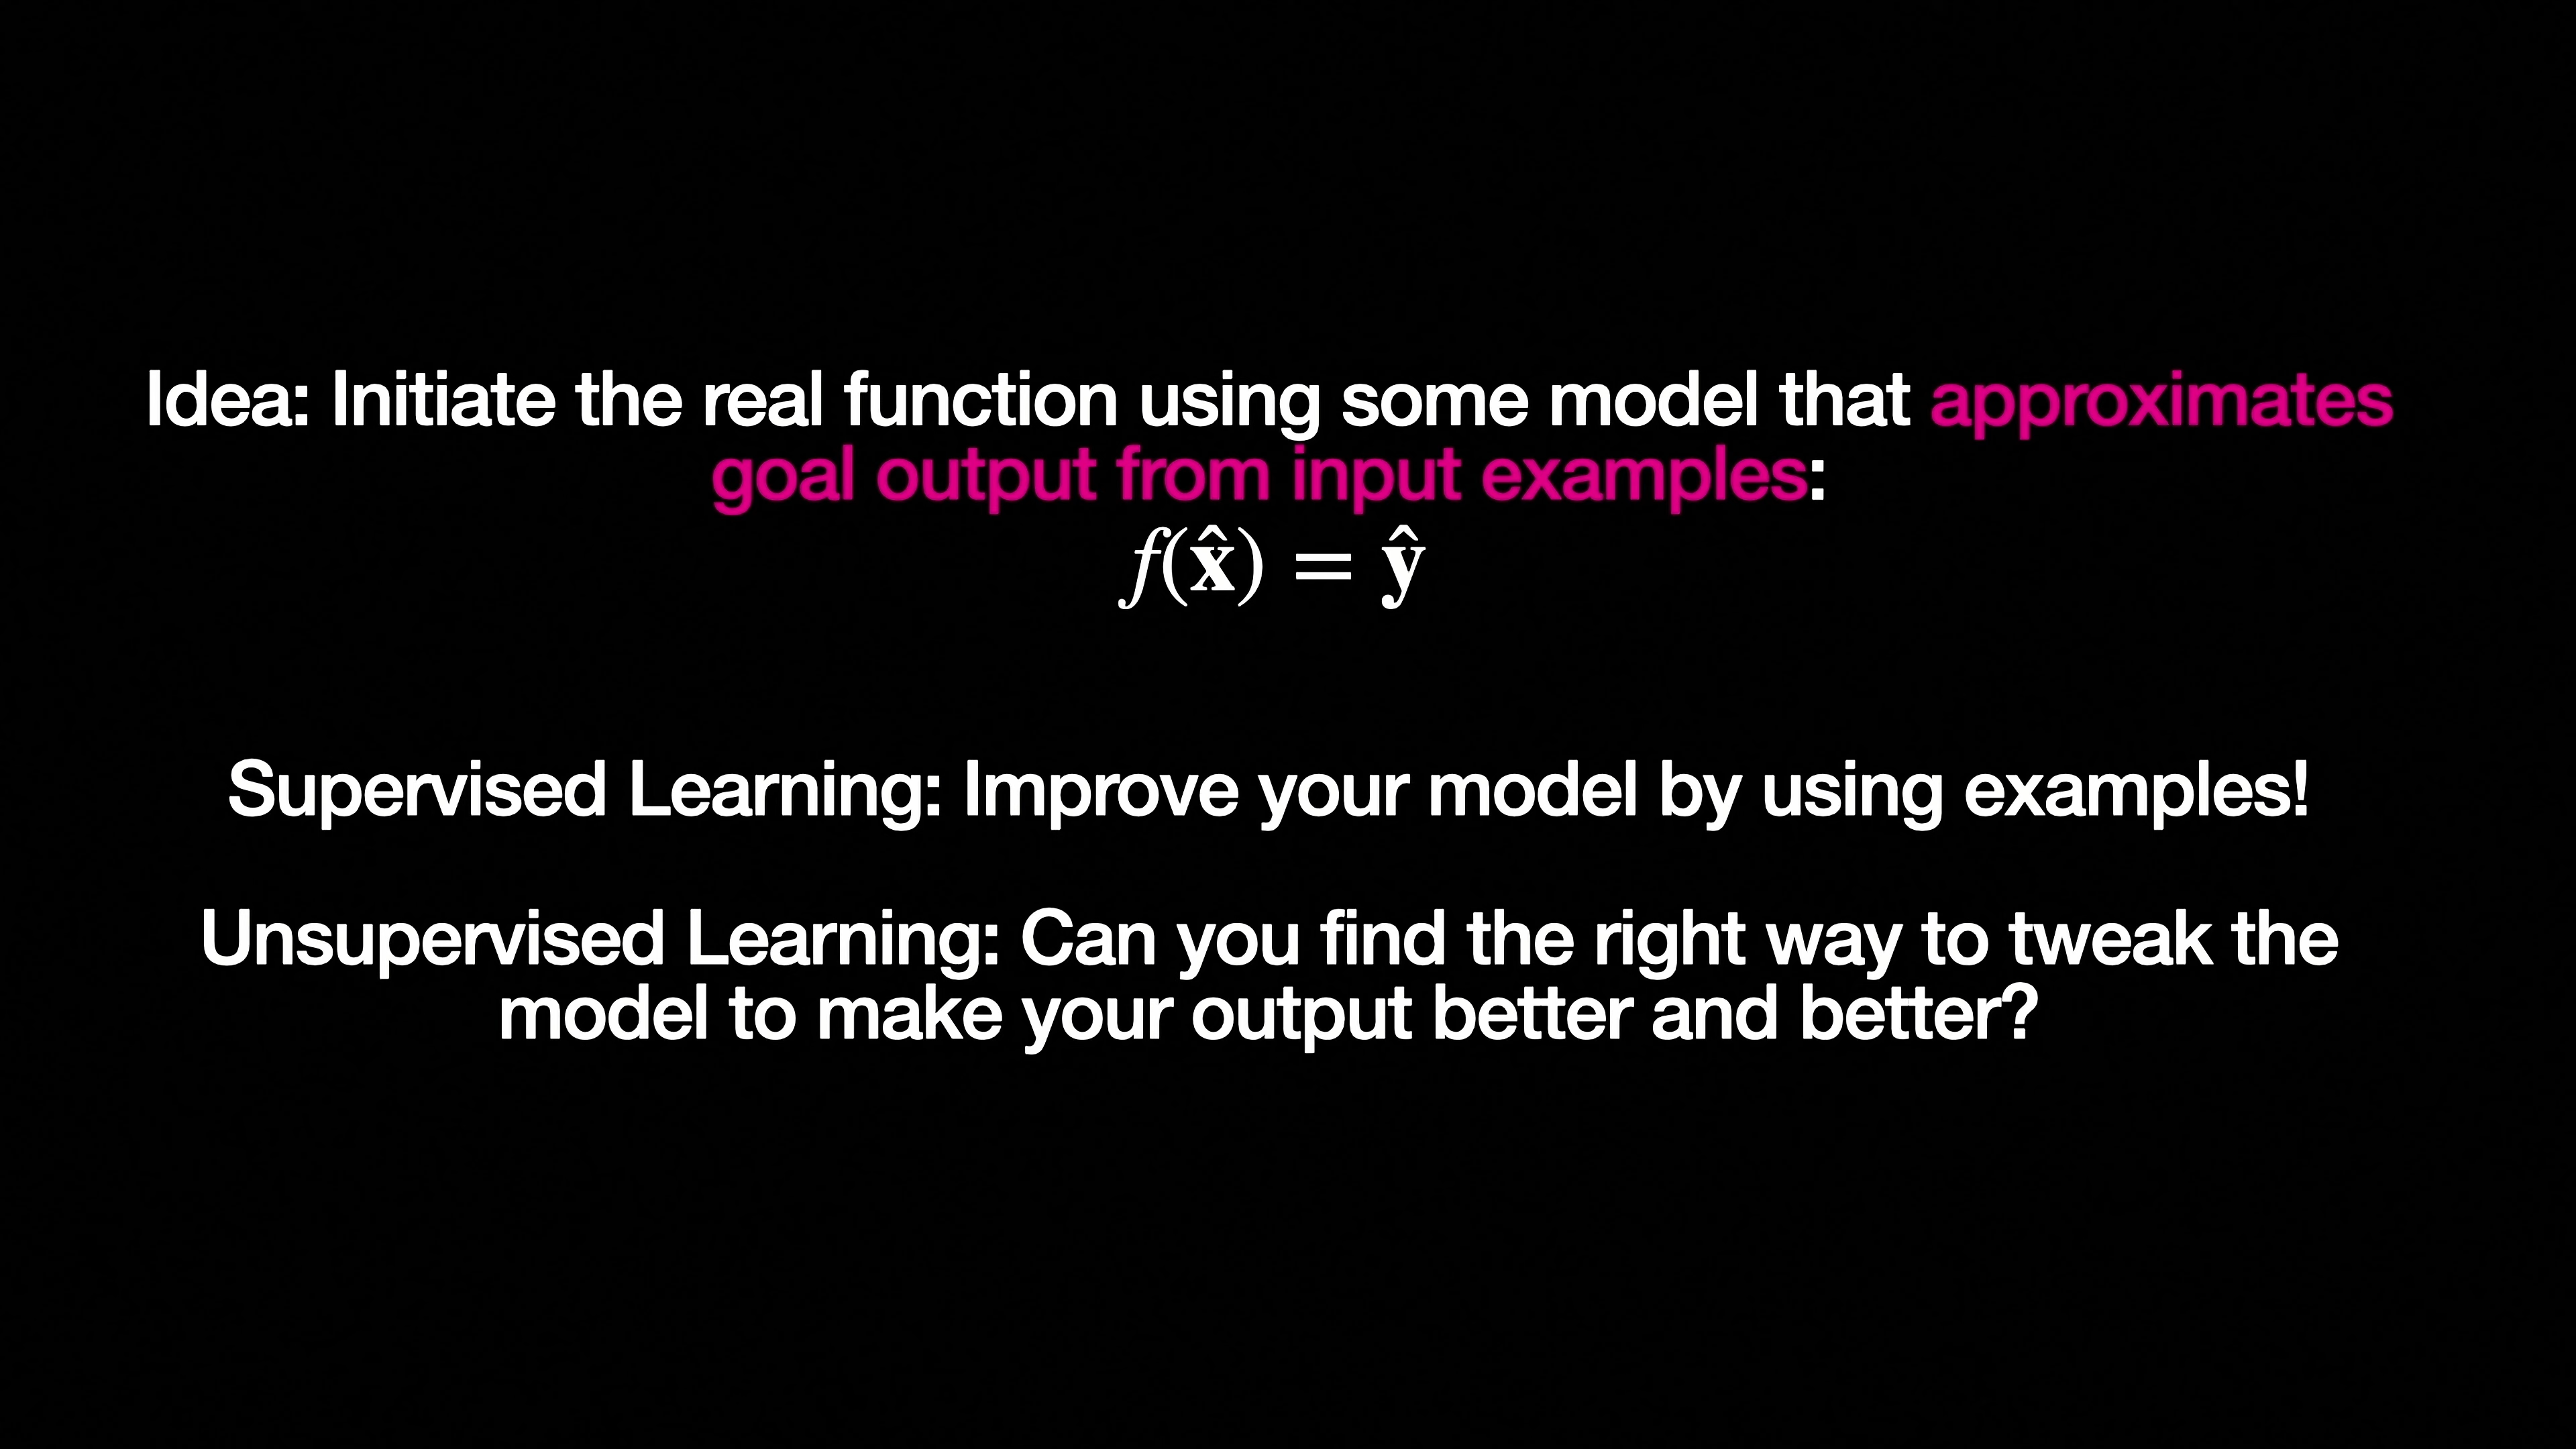 Idea: Initiate the real function using some model that approximates
goal output from input examples:
f(x̂) = ŷ
Supervised Learning: Improve your model by using examples!
Unsupervised Learning: Can you find the right way to tweak the
model to make your output better and better?